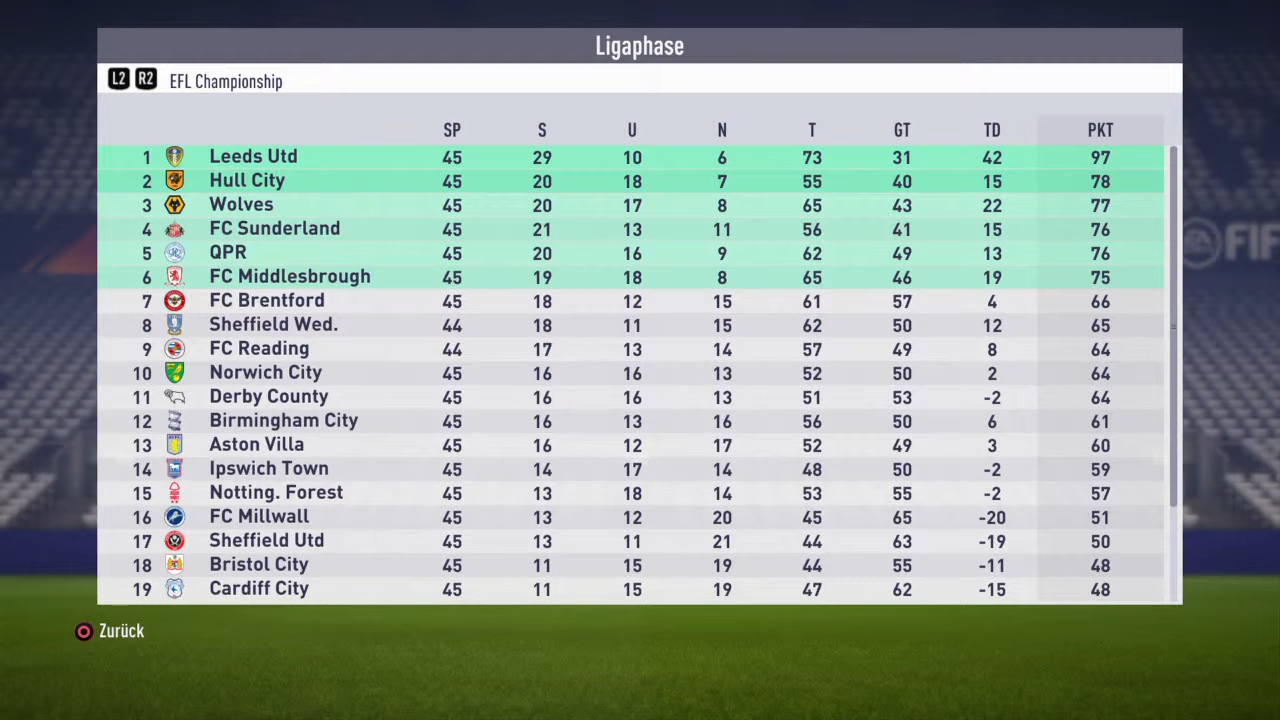 Ligaphase
L2 R2 EFL Championship
SP S U N T GT TD PKT
1 Leeds Utd 45 29 10 6 73 31 42 97
2 Hull City 45 20 18 7 55 40 15 78
3 Wolves 45 20 17 8 65 43 22 77
4 FC Sunderland 45 21 13 11 56 41 15 76
5 QPR 45 20 16 9 62 49 13 76
6 FC Middlesbrough 45 19 18 8 65 46 19 75
7 FC Brentford 45 18 12 15 61 57 4 66
8 Sheffield Wed. 44 18 11 15 62 50 12 65
9 FC Reading 44 17 13 14 57 49 8 64
10 Norwich City 45 16 16 13 52 50 2 64
11 Derby County 45 16 16 13 51 53 -2 64
12 Birmingham City 45 16 13 16 56 50 6 61
13 Aston Villa 45 16 12 17 52 49 3 60
14 Ipswich Town 45 14 17 14 48 50 -2 59
15 Notting. Forest 45 13 18 14 53 55 -2 57
16 FC Millwall 45 13 12 20 45 65 -20 51
17 Sheffield Utd 45 13 11 21 44 63 -19 50
18 Bristol City 45 11 15 19 44 55 -11 48
19 Cardiff City 45 11 15 19 47 62 -15 48
EA FIF
Zurück